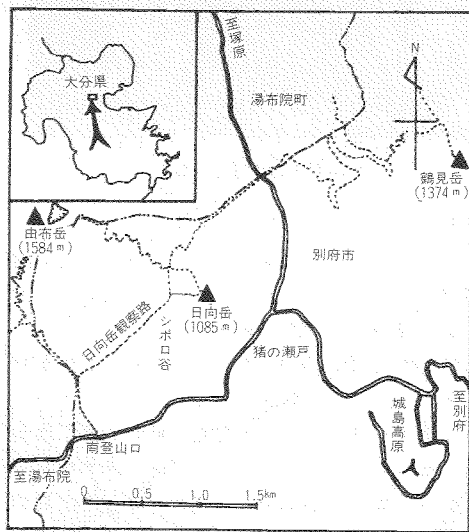 大分県
至塚原
湯布院町
N
鶴見岳
(1374m)
由布岳
(1584m)
別府市
日向岳
(1085m)
日向岳観察路
シボロ谷
猪の瀬戸
城島高原
至別府
南登山口
至湯布院
0 0.5 1.0 1.5km